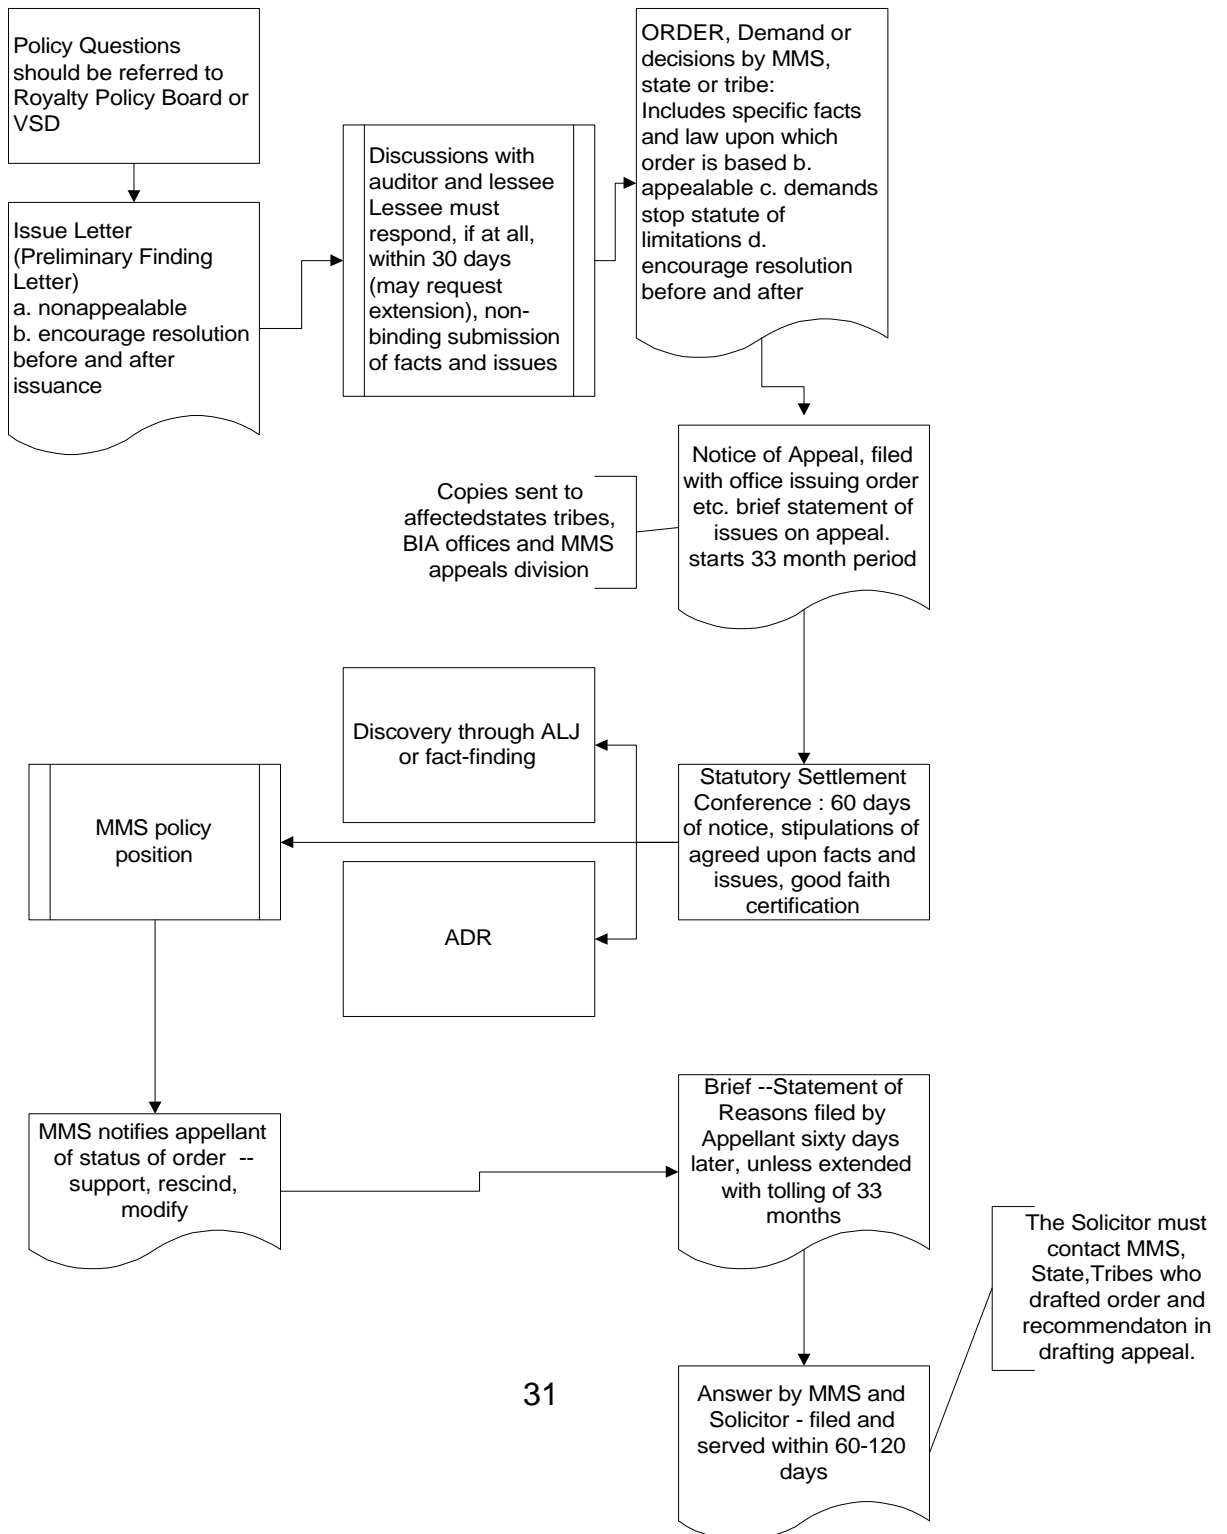 Policy Questions
should be referred to
Royalty Policy Board or
VSD
Issue Letter
(Preliminary Finding
Letter)
a. nonappealable
b. encourage resolution
before and after
issuance
Discussions with
auditor and lessee
Lessee must
respond, if at all,
within 30 days
(may request
extension), non-
binding submission
of facts and issues
ORDER, Demand or
decisions by MMS,
state or tribe:
Includes specific facts
and law upon which
order is based b.
appealable c. demands
stop statute of
limitations d.
encourage resolution
before and after
Notice of Appeal, filed
with office issuing order
etc. brief statement of
issues on appeal.
starts 33 month period
Copies sent to
affectedstates tribes,
BIA offices and MMS
appeals division
Statutory Settlement
Conference : 60 days
of notice, stipulations of
agreed upon facts and
issues, good faith
certification
Discovery through ALJ
or fact-finding
MMS policy
position
ADR
MMS notifies appellant
of status of order --
support, rescind,
modify
Brief --Statement of
Reasons filed by
Appellant sixty days
later, unless extended
with tolling of 33
months
The Solicitor must
contact MMS,
State,Tribes who
drafted order and
recommendaton in
drafting appeal.
Answer by MMS and
Solicitor - filed and
served within 60-120
days
31